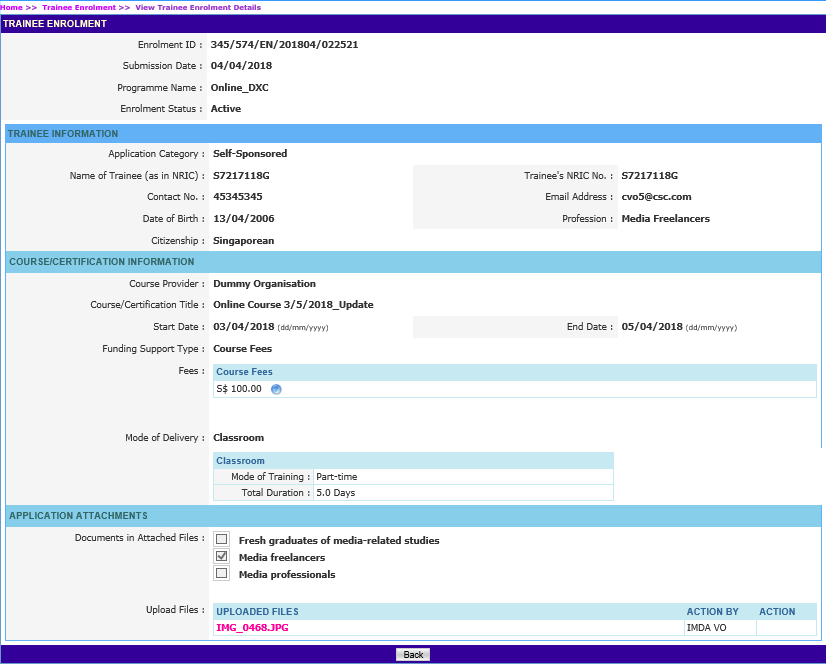 Home >> Trainee Enrolment >> View Trainee Enrolment Details
TRAINEE ENROLMENT
Enrolment ID : 345/574/EN/201804/022521
Submission Date : 04/04/2018
Programme Name : Online_DXC
Enrolment Status : Active
TRAINEE INFORMATION
Application Category : Self-Sponsored
Name of Trainee (as in NRIC) : S7217118G Trainee's NRIC No. : S7217118G
Contact No. : 45345345 Email Address : cvo5@csc.com
Date of Birth : 13/04/2006 Profession : Media Freelancers
Citizenship : Singaporean
COURSE/CERTIFICATION INFORMATION
Course Provider : Dummy Organisation
Course/Certification Title : Online Course 3/5/2018_Update
Start Date : 03/04/2018 (dd/mm/yyyy) End Date : 05/04/2018 (dd/mm/yyyy)
Funding Support Type : Course Fees
Fees : Course Fees
S$ 100.00
Mode of Delivery : Classroom
Classroom
Mode of Training : Part-time
Total Duration : 5.0 Days
APPLICATION ATTACHMENTS
Documents in Attached Files : Fresh graduates of media-related studies
Media freelancers
Media professionals
Upload Files : UPLOADED FILES ACTION BY ACTION
IMG_0468.JPG IMDA VO
Back